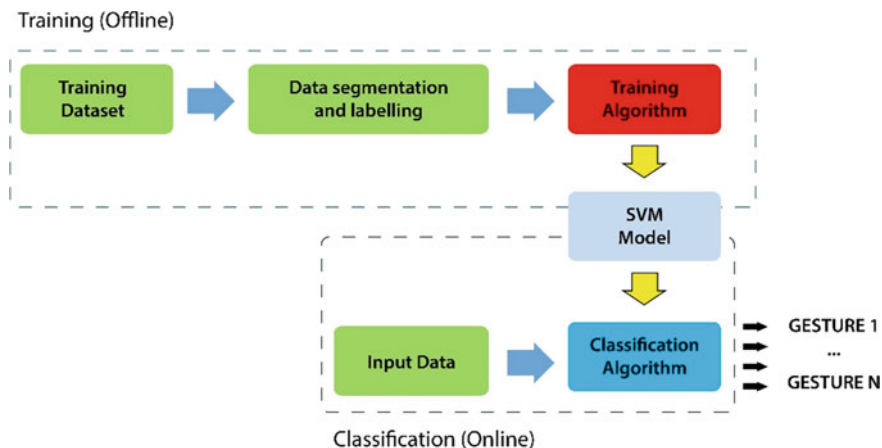 Training (Offline)
Training
Dataset
Data segmentation
and labelling
Training
Algorithm
SVM
Model
Input Data
Classification
Algorithm
GESTURE 1
...
GESTURE N
Classification (Online)